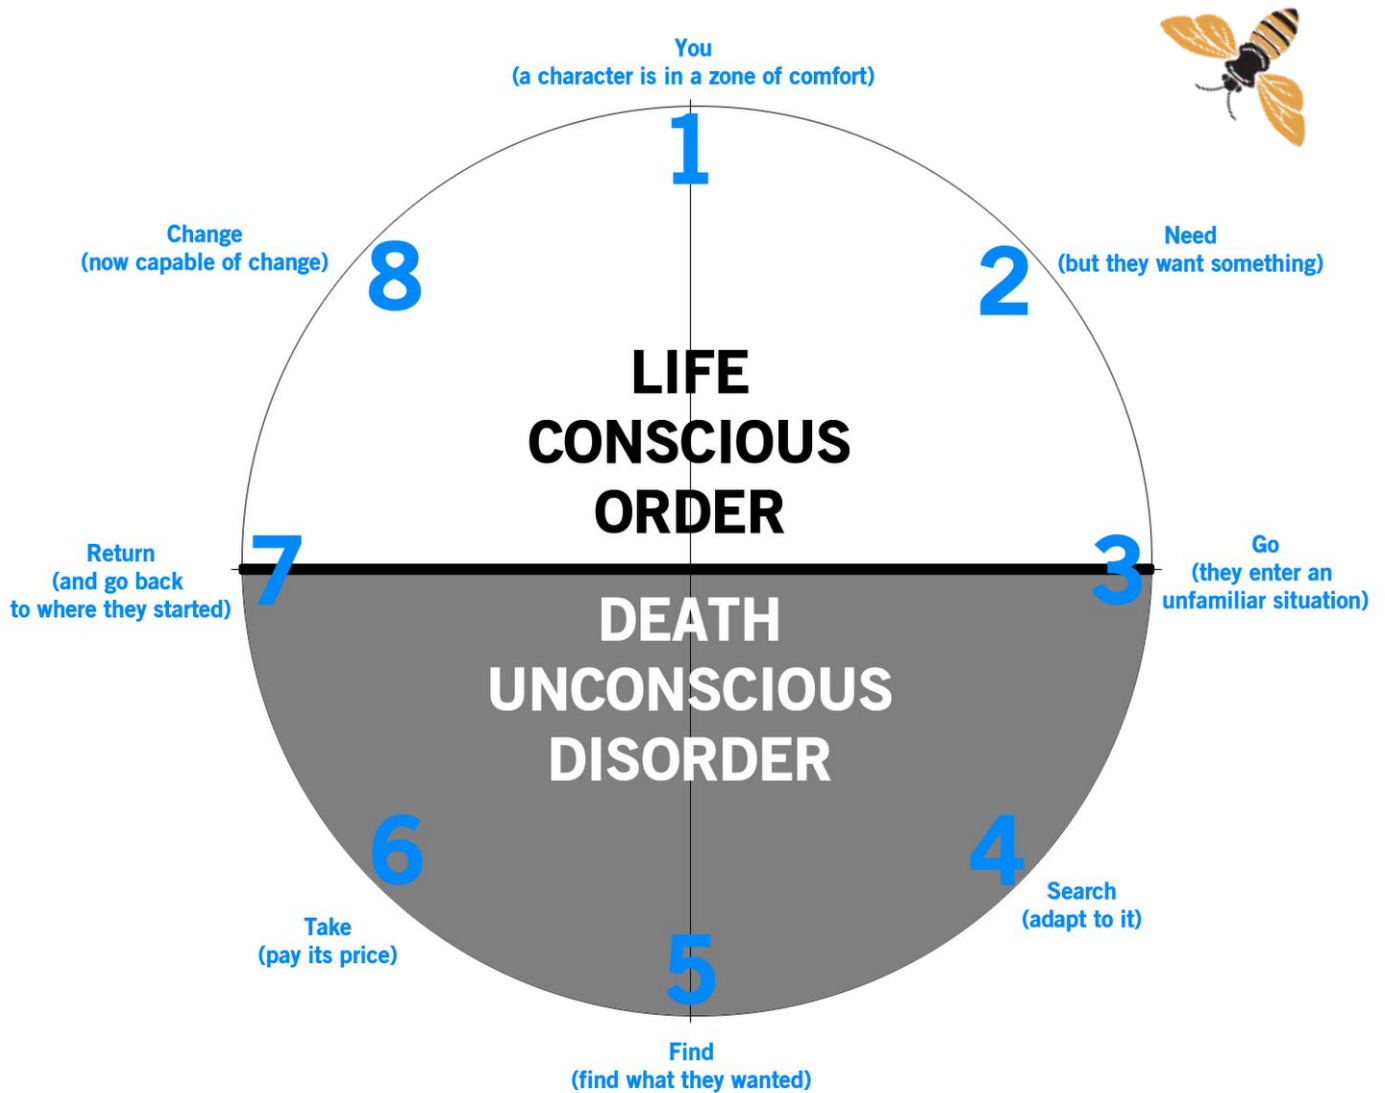 You
(a character is in a zone of comfort)
1
Change
(now capable of change)
8
2
Need
(but they want something)
LIFE
CONSCIOUS
ORDER
Return
(and go back
to where they started)
7
3
Go
(they enter an
unfamiliar situation)
DEATH
UNCONSCIOUS
DISORDER
6
Take
(pay its price)
4
Search
(adapt to it)
5
Find
(find what they wanted)